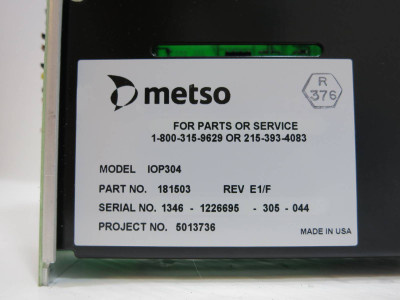 metso
R
376
FOR PARTS OR SERVICE
1-800-315-9629 OR 215-393-4083
MODEL IOP304
PART NO. 181503 REV E1/F
SERIAL NO. 1346 - 1226695 - 305 - 044
PROJECT NO. 5013736
MADE IN USA